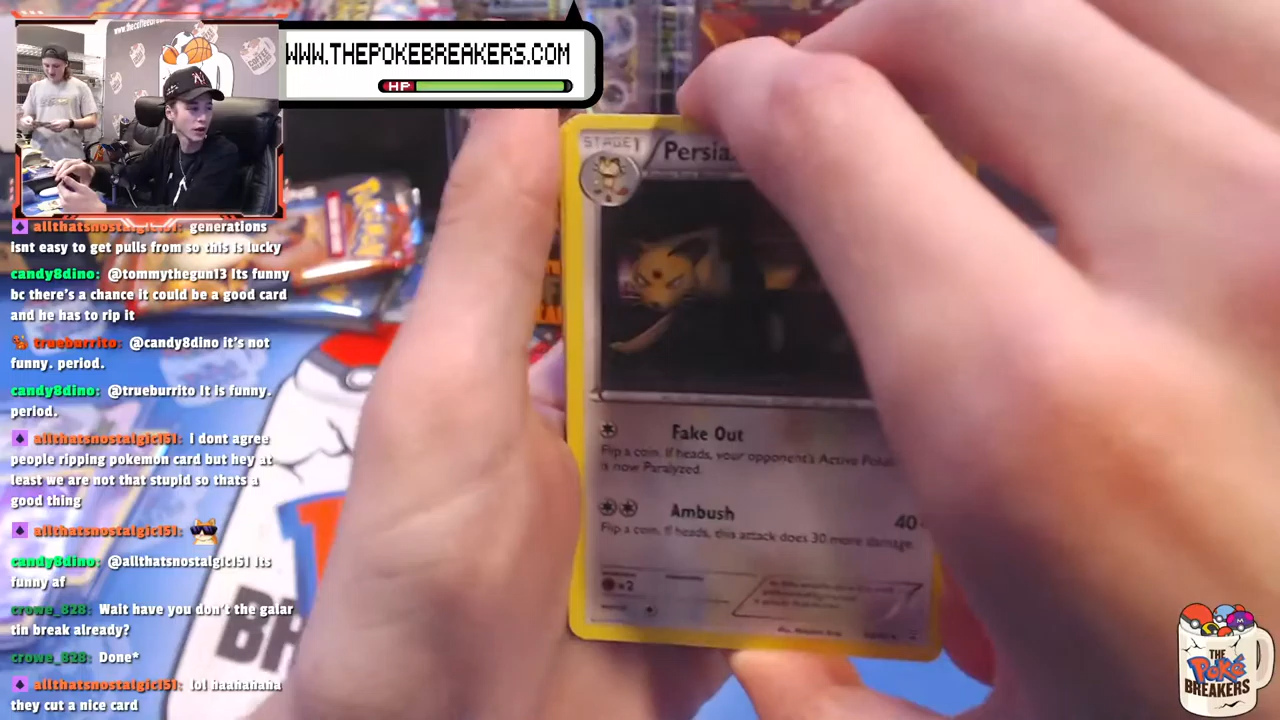 WWW.THEPOKEBREAKERS.COM
HP
allthatsnostalgic151: generations
isnt easy to get pulls from so this is lucky
candy8dino: @tommythegun13 Its funny
bc there's a chance it could be a good card
and he has to rip it
trueburrito: @candy8dino it's not
funny. period.
candy8dino: @trueburrito It is funny.
period.
allthatsnostalgic151: I dont agree
people ripping pokemon card but hey at
least we are not that stupid so thats a
good thing
allthatsnostalgic151:
candy8dino: @allthatsnostalgic151 Its
funny af
crowe_828: Wait have you don't the galar
tin break already?
crowe_828: Done*
allthatsnostalgic151: lol haahahaha
they cut a nice card
STAGE 1
Persia
Fake Out
Flip a coin. If heads, your opponent's Active Poké
is now Paralyzed.
Ambush 40
Flip a coin. If heads, this attack does 30 more damage.
×2
THE
Poké
BREAKERS